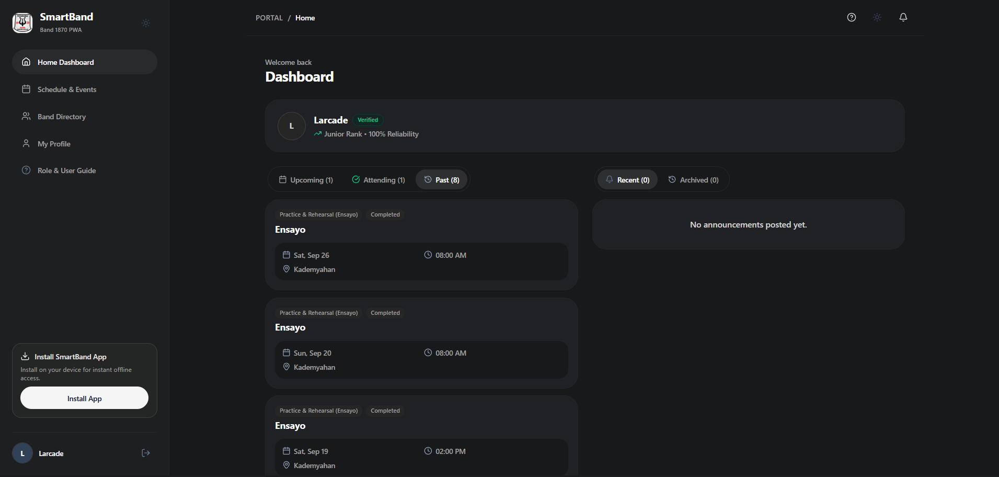 SmartBand
Band 1870 PWA
Home Dashboard
Schedule & Events
Band Directory
My Profile
Role & User Guide
Install SmartBand App
Install on your device for instant offline
access.
Install App
L
Larcade
PORTAL / Home
Welcome back
Dashboard
L
Larcade Verified
Junior Rank • 100% Reliability
Upcoming (1) Attending (1) Past (8)
Practice & Rehearsal (Ensayo) Completed
Ensayo
Sat, Sep 26 08:00 AM
Kademyahan
Practice & Rehearsal (Ensayo) Completed
Ensayo
Sun, Sep 20 08:00 AM
Kademyahan
Practice & Rehearsal (Ensayo) Completed
Ensayo
Sat, Sep 19 02:00 PM
Kademyahan
Recent (0) Archived (0)
No announcements posted yet.